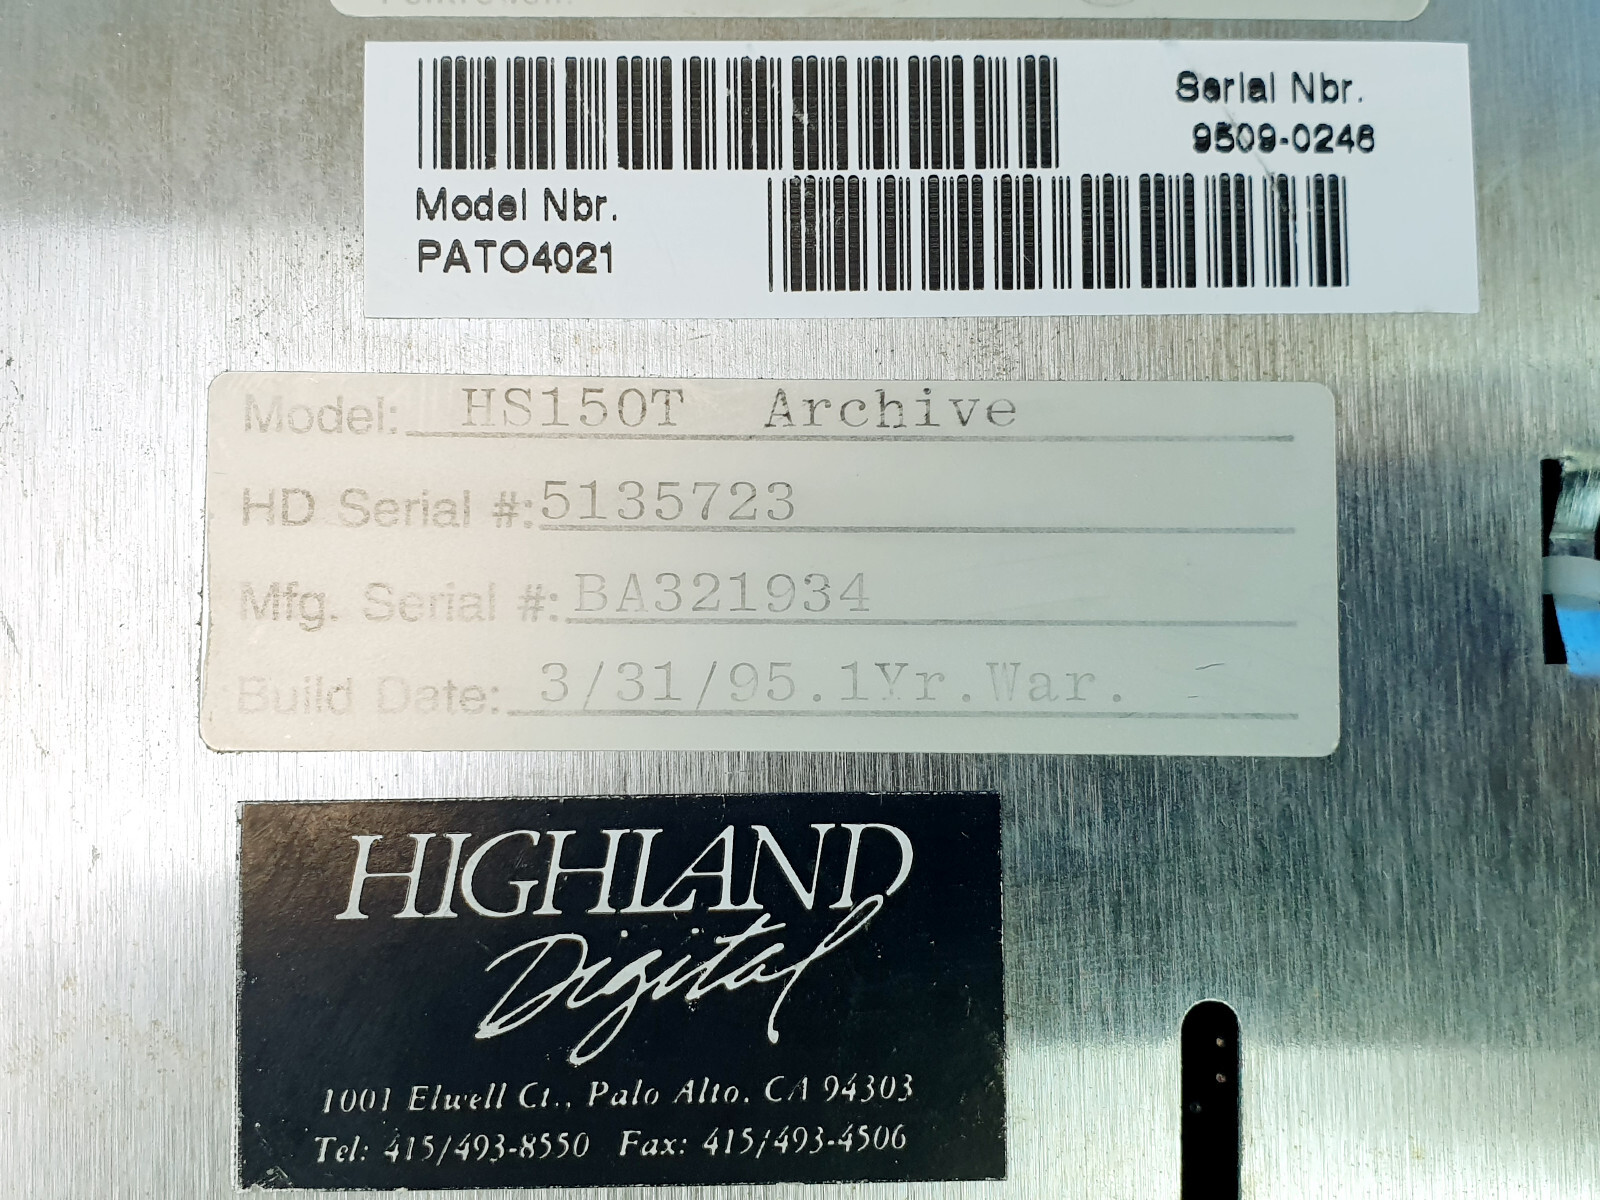 Serial Nbr.
9509-0248
Model Nbr.
PATO4021
Model: HS150T Archive
HD Serial #: 5135723
Mfg. Serial #: BA321934
Build Date: 3/31/95.1Yr.War.
HIGHLAND
Digital
1001 Elwell Ct., Palo Alto, CA 94303
Tel: 415/493-8550 Fax: 415/493-4506